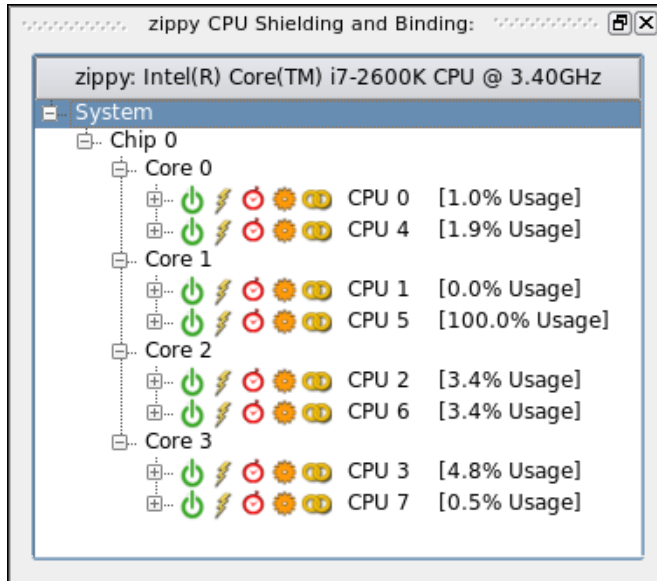 zippy CPU Shielding and Binding:
zippy: Intel(R) Core(TM) i7-2600K CPU @ 3.40GHz
System
Chip 0
Core 0
CPU 0 [1.0% Usage]
CPU 4 [1.9% Usage]
Core 1
CPU 1 [0.0% Usage]
CPU 5 [100.0% Usage]
Core 2
CPU 2 [3.4% Usage]
CPU 6 [3.4% Usage]
Core 3
CPU 3 [4.8% Usage]
CPU 7 [0.5% Usage]